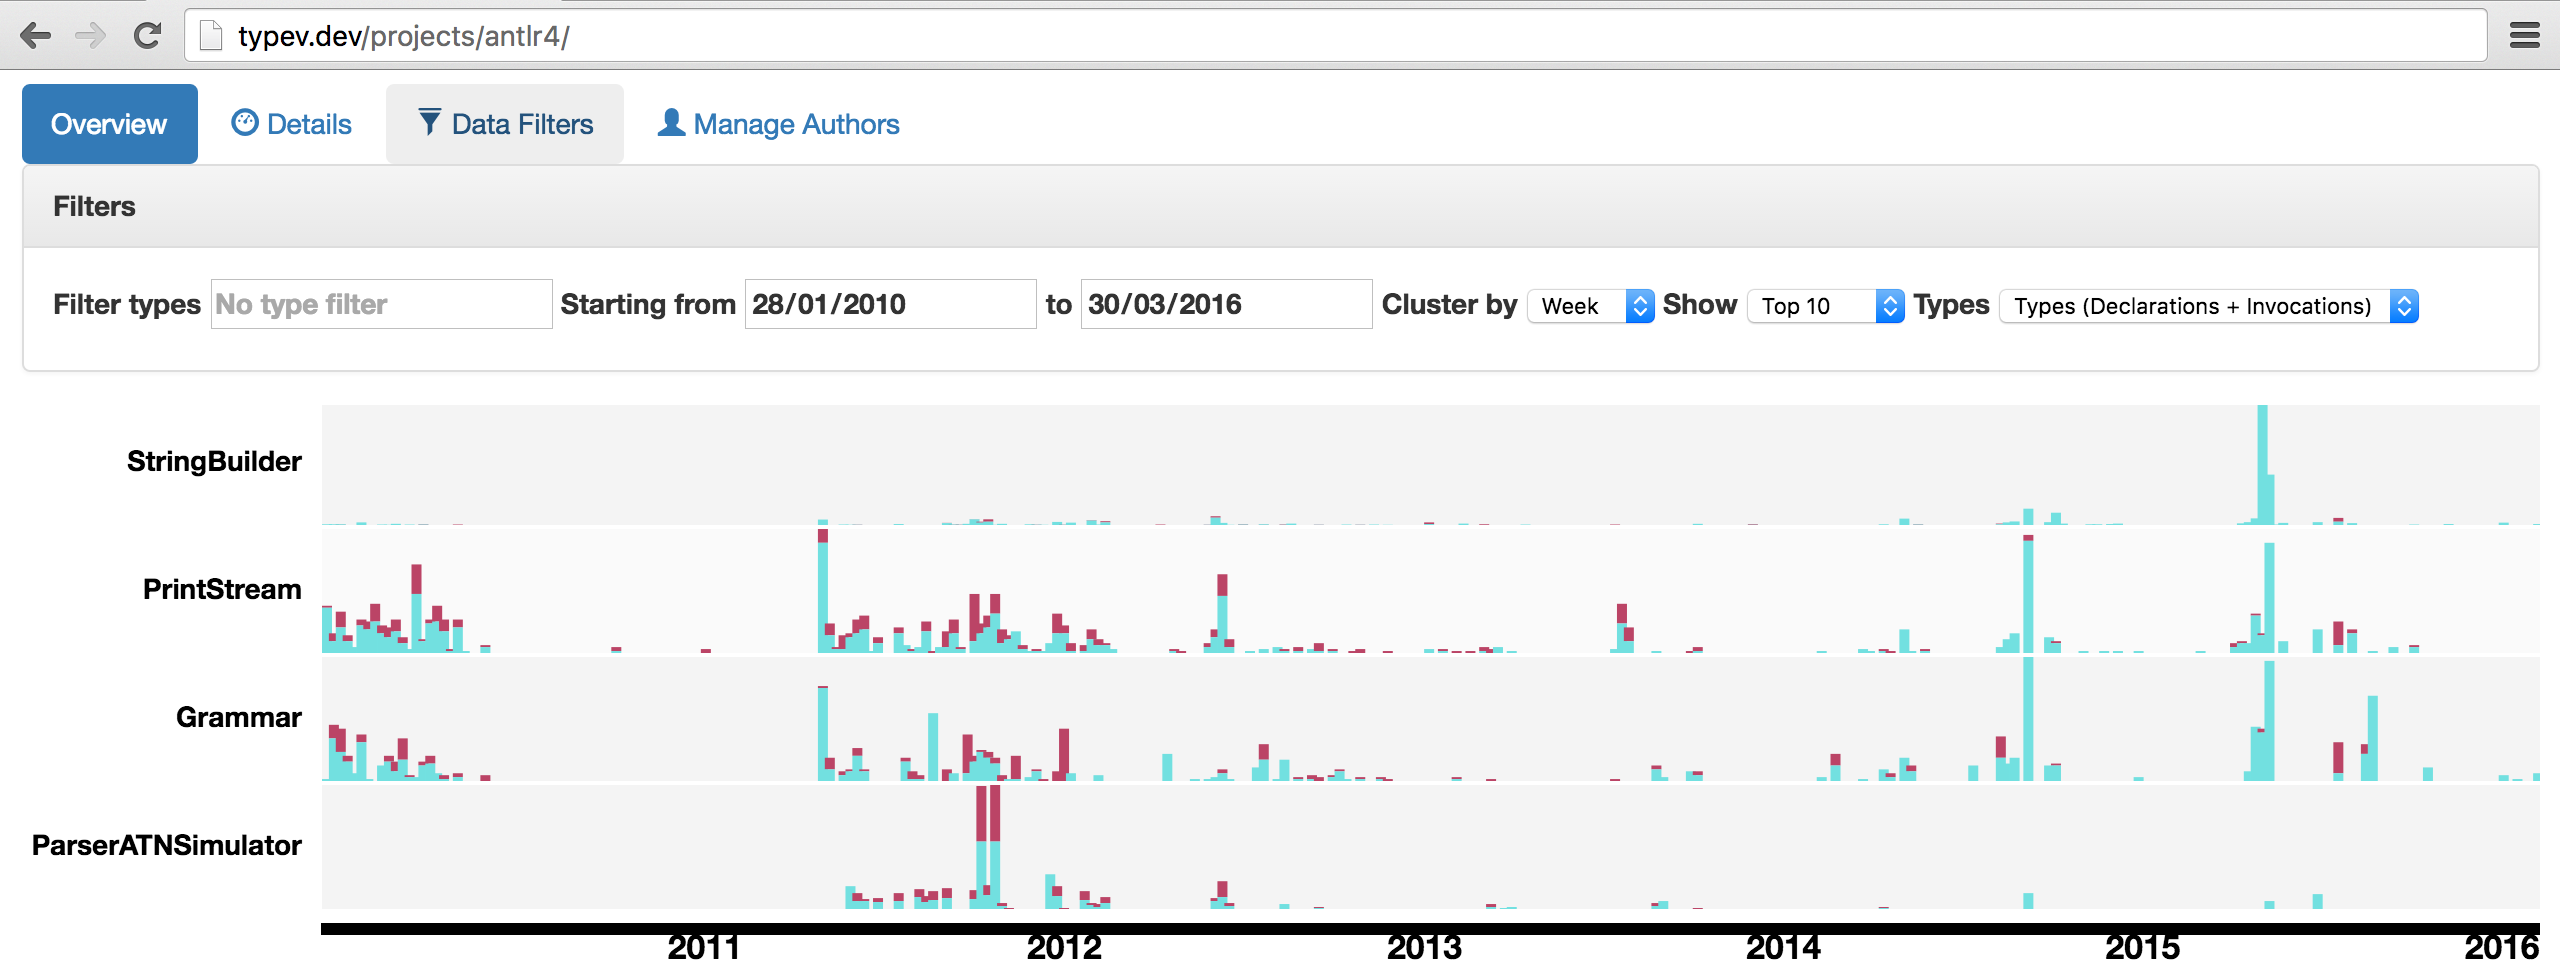 typev.dev/projects/antlr4/
Overview Details Data Filters Manage Authors
Filters
Filter types No type filter Starting from 28/01/2010 to 30/03/2016 Cluster by Week Show Top 10 Types Types (Declarations + Invocations)
StringBuilder
PrintStream
Grammar
ParserATNSimulator
2011 2012 2013 2014 2015 2016